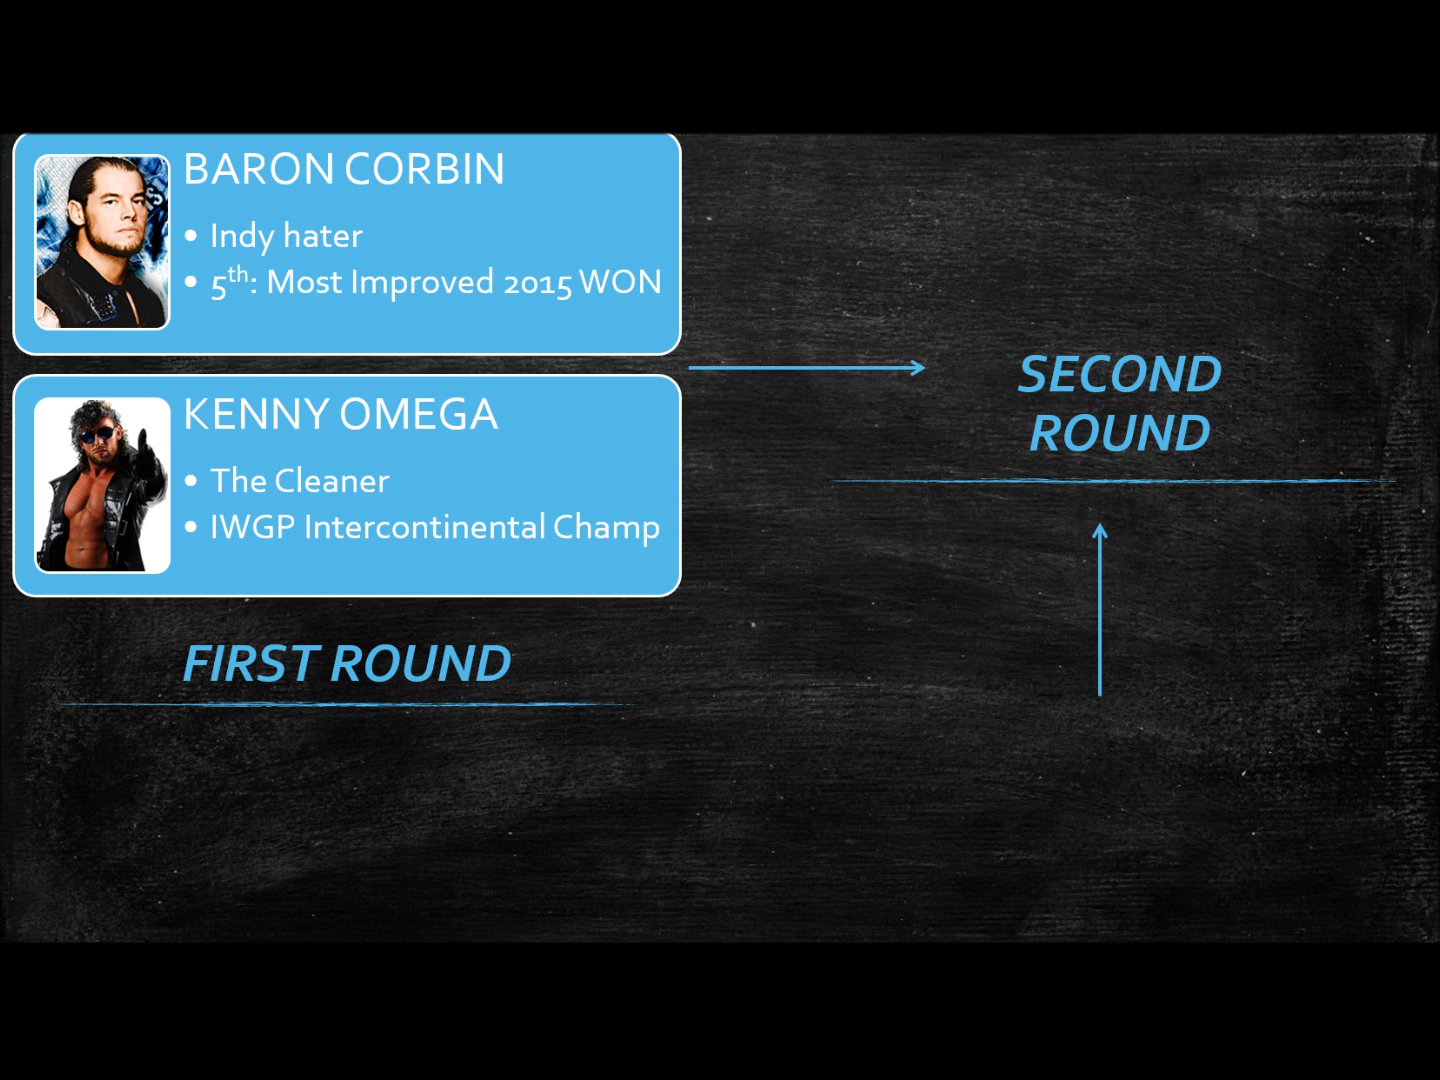 BARON CORBIN
• Indy hater
• 5th: Most Improved 2015 WON
KENNY OMEGA
• The Cleaner
• IWGP Intercontinental Champ
FIRST ROUND
SECOND
ROUND